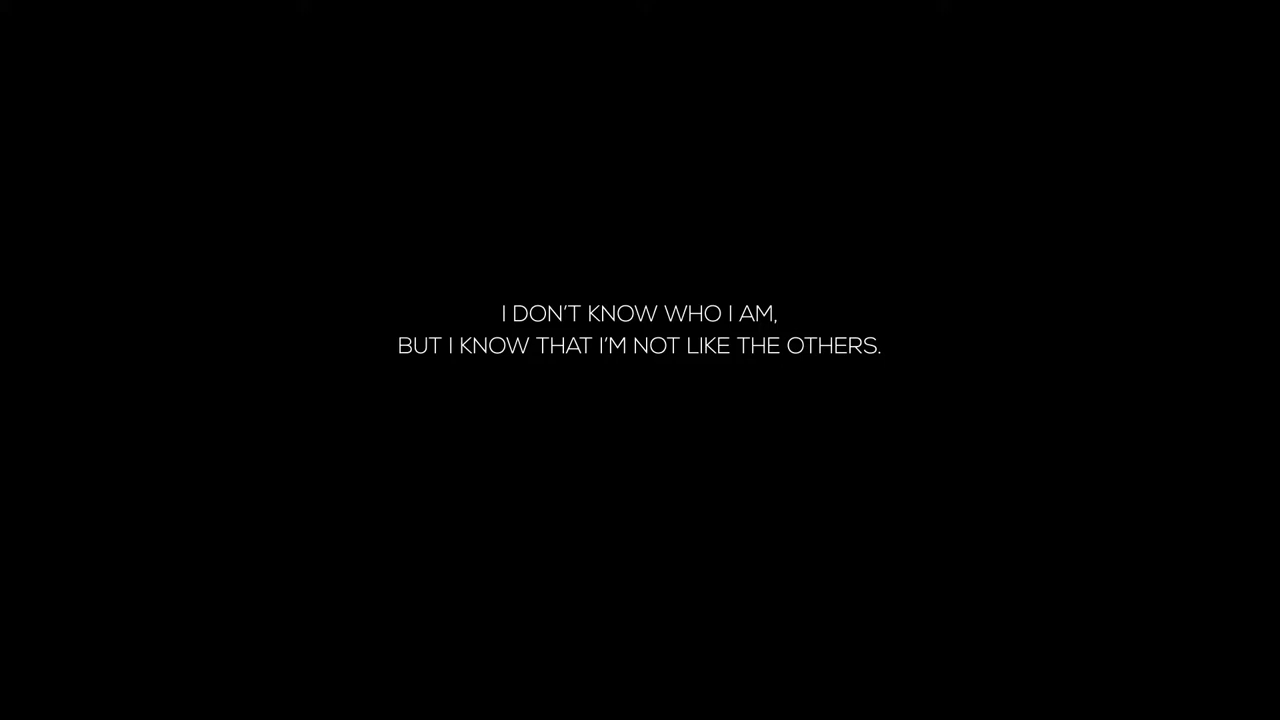 I DON’T KNOW WHO I AM,
BUT I KNOW THAT I’M NOT LIKE THE OTHERS.